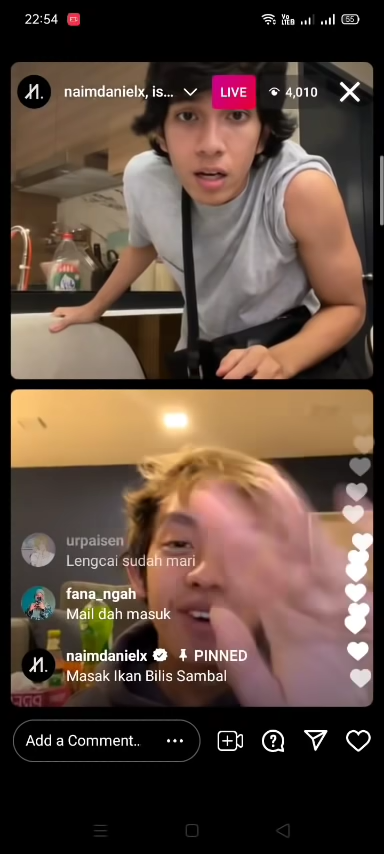 22:54
55
naimdanielx, is...
LIVE
4,010
urpaisen
Lengcai sudah mari
fana_ngah
Mail dah masuk
naimdanielx
PINNED
Masak Ikan Bilis Sambal
Add a Comment..